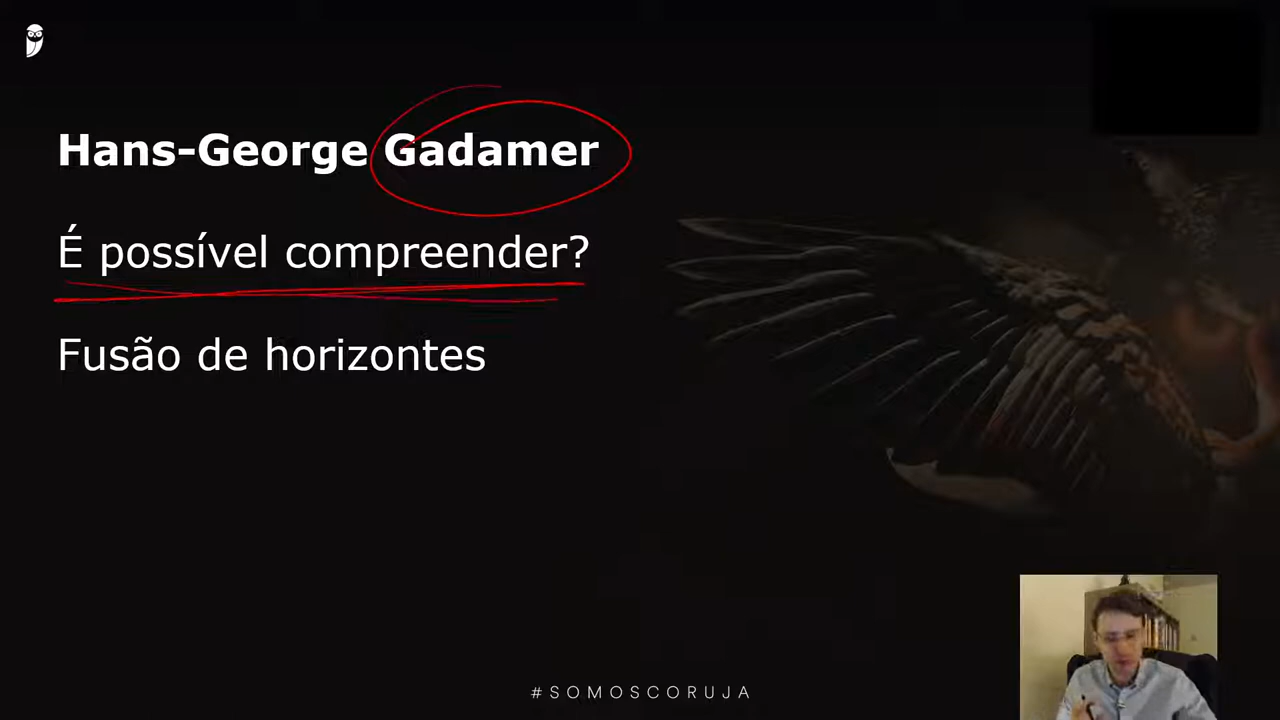 Hans-George Gadamer
É possível compreender?
Fusão de horizontes
#SOMOSCORUJA